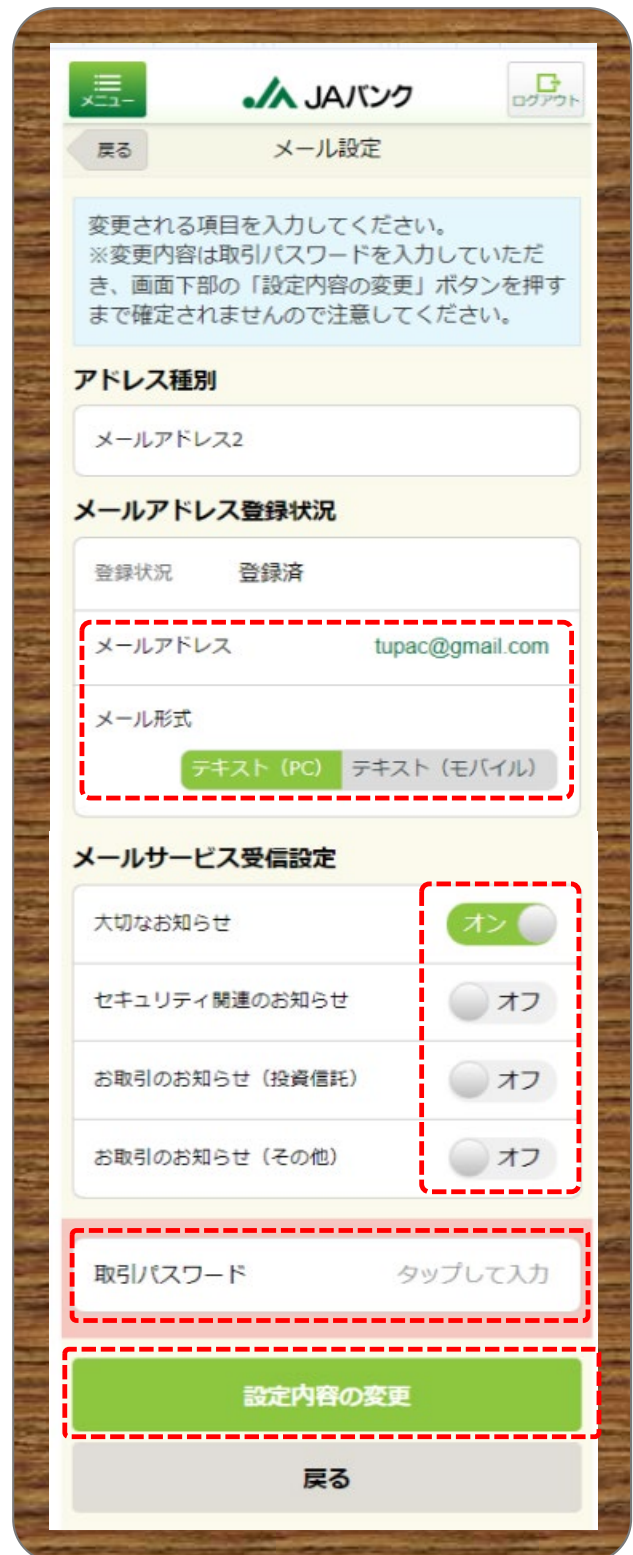 メニュー
JAバンク
ログアウト
戻る
メール設定
変更される項目を入力してください。
※変更内容は取引パスワードを入力していただ
き、画面下部の「設定内容の変更」ボタンを押す
まで確定されませんので注意してください。
アドレス種別
メールアドレス2
メールアドレス登録状況
登録状況 登録済
メールアドレス tupac@gmail.com
メール形式
テキスト（PC） テキスト（モバイル）
メールサービス受信設定
大切なお知らせ オン
セキュリティ関連のお知らせ オフ
お取引のお知らせ（投資信託） オフ
お取引のお知らせ（その他） オフ
取引パスワード タップして入力
設定内容の変更
戻る